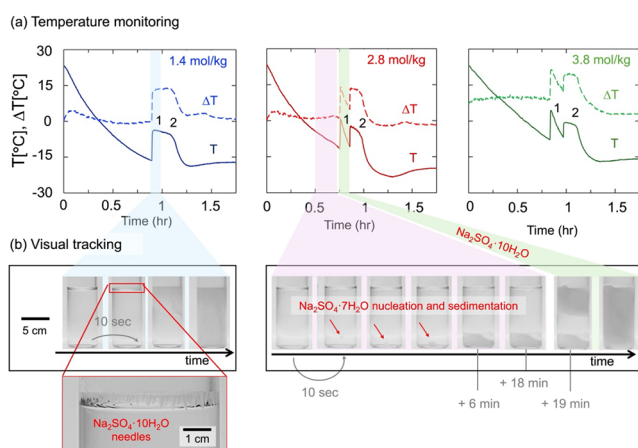 (a) Temperature monitoring
T[ºC], ΔT[ºC]
30
15
0
-15
-30
1.4 mol/kg
ΔT
1 2
T
0 0.5 1 1.5
Time (hr)
2.8 mol/kg
ΔT
1 2
T
0 0.5 1 1.5
Time (hr)
3.8 mol/kg
ΔT
1 2
T
0 0.5 1 1.5
Time (hr)
Na₂SO₄·10H₂O
(b) Visual tracking
5 cm
10 sec
time
Na₂SO₄·10H₂O
needles
1 cm
Na₂SO₄·7H₂O nucleation and sedimentation
time
10 sec
+ 6 min
+ 18 min
+ 19 min